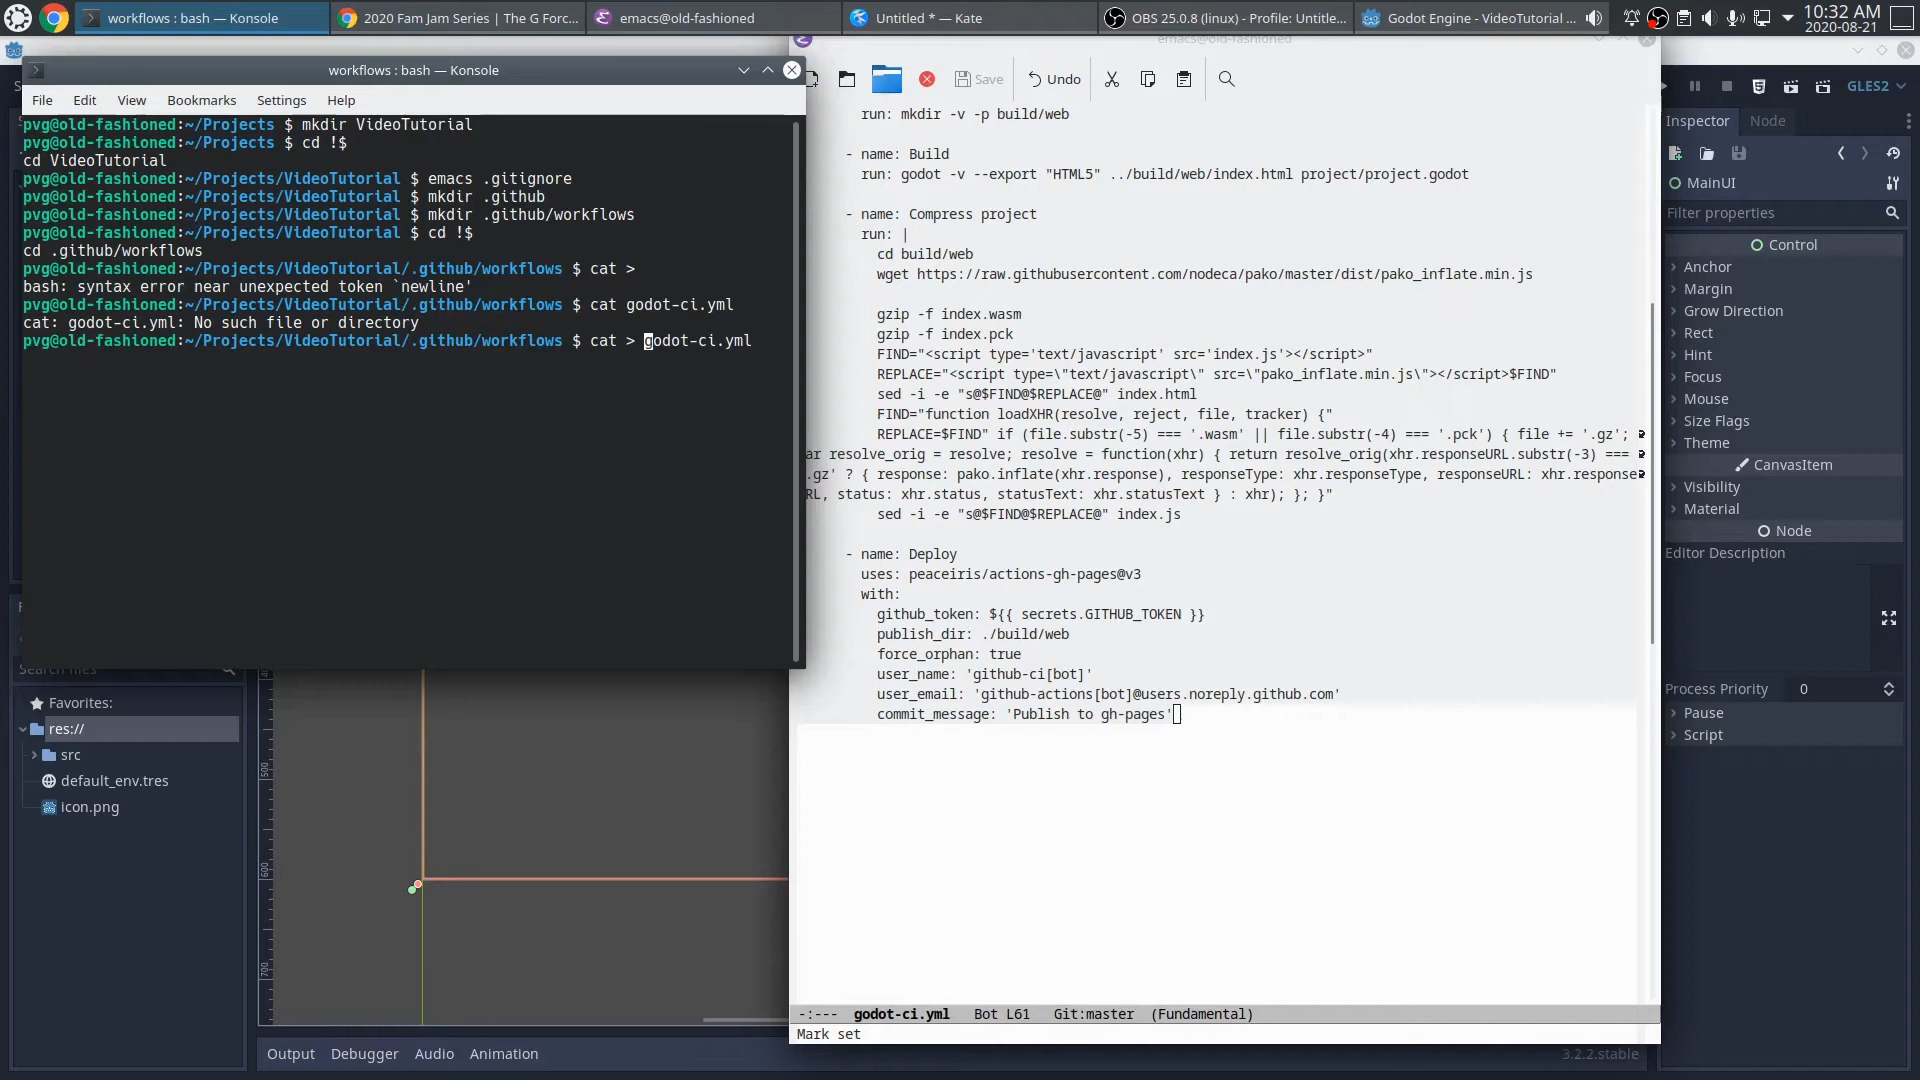 workflows : bash — Konsole
2020 Fam Jam Series | The G Forc...
emacs@old-fashioned
Untitled * — Kate
OBS 25.0.8 (linux) - Profile: Untitle...
Godot Engine - VideoTutorial ...
10:32 AM
2020-08-21
emacs@old-fashioned
workflows : bash — Konsole
File Edit View Bookmarks Settings Help
pvg@old-fashioned:~/Projects $ mkdir VideoTutorial
pvg@old-fashioned:~/Projects $ cd !$
cd VideoTutorial
pvg@old-fashioned:~/Projects/VideoTutorial $ emacs .gitignore
pvg@old-fashioned:~/Projects/VideoTutorial $ mkdir .github
pvg@old-fashioned:~/Projects/VideoTutorial $ mkdir .github/workflows
pvg@old-fashioned:~/Projects/VideoTutorial $ cd !$
cd .github/workflows
pvg@old-fashioned:~/Projects/VideoTutorial/.github/workflows $ cat >
bash: syntax error near unexpected token `newline'
pvg@old-fashioned:~/Projects/VideoTutorial/.github/workflows $ cat godot-ci.yml
cat: godot-ci.yml: No such file or directory
pvg@old-fashioned:~/Projects/VideoTutorial/.github/workflows $ cat > godot-ci.yml
Save
Undo
run: mkdir -v -p build/web
- name: Build
run: godot -v --export "HTML5" ../build/web/index.html project/project.godot
- name: Compress project
run: |
cd build/web
wget https://raw.githubusercontent.com/nodeca/pako/master/dist/pako_inflate.min.js
gzip -f index.wasm
gzip -f index.pck
FIND="<script type='text/javascript' src='index.js'></script>"
REPLACE="<script type=\"text/javascript\" src=\"pako_inflate.min.js\"></script>$FIND"
sed -i -e "s@$FIND@$REPLACE@" index.html
FIND="function loadXHR(resolve, reject, file, tracker) {"
REPLACE=$FIND" if (file.substr(-5) === '.wasm' || file.substr(-4) === '.pck') { file += '.gz';
ar resolve_orig = resolve; resolve = function(xhr) { return resolve_orig(xhr.responseURL.substr(-3) ===
.gz' ? { response: pako.inflate(xhr.response), responseType: xhr.responseType, responseURL: xhr.response
RL, status: xhr.status, statusText: xhr.statusText } : xhr); }; }"
sed -i -e "s@$FIND@$REPLACE@" index.js
- name: Deploy
uses: peaceiris/actions-gh-pages@v3
with:
github_token: ${{ secrets.GITHUB_TOKEN }}
publish_dir: ./build/web
force_orphan: true
user_name: 'github-ci[bot]'
user_email: 'github-actions[bot]@users.noreply.github.com'
commit_message: 'Publish to gh-pages'
-:--- godot-ci.yml Bot L61 Git:master (Fundamental)
Mark set
GLES2
Inspector Node
MainUI
Filter properties
Control
Anchor
Margin
Grow Direction
Rect
Hint
Focus
Mouse
Size Flags
Theme
CanvasItem
Visibility
Material
Node
Editor Description
Process Priority 0
Pause
Script
Search files
Favorites:
res://
src
default_env.tres
icon.png
500
600
700
Output Debugger Audio Animation
3.2.2.stable